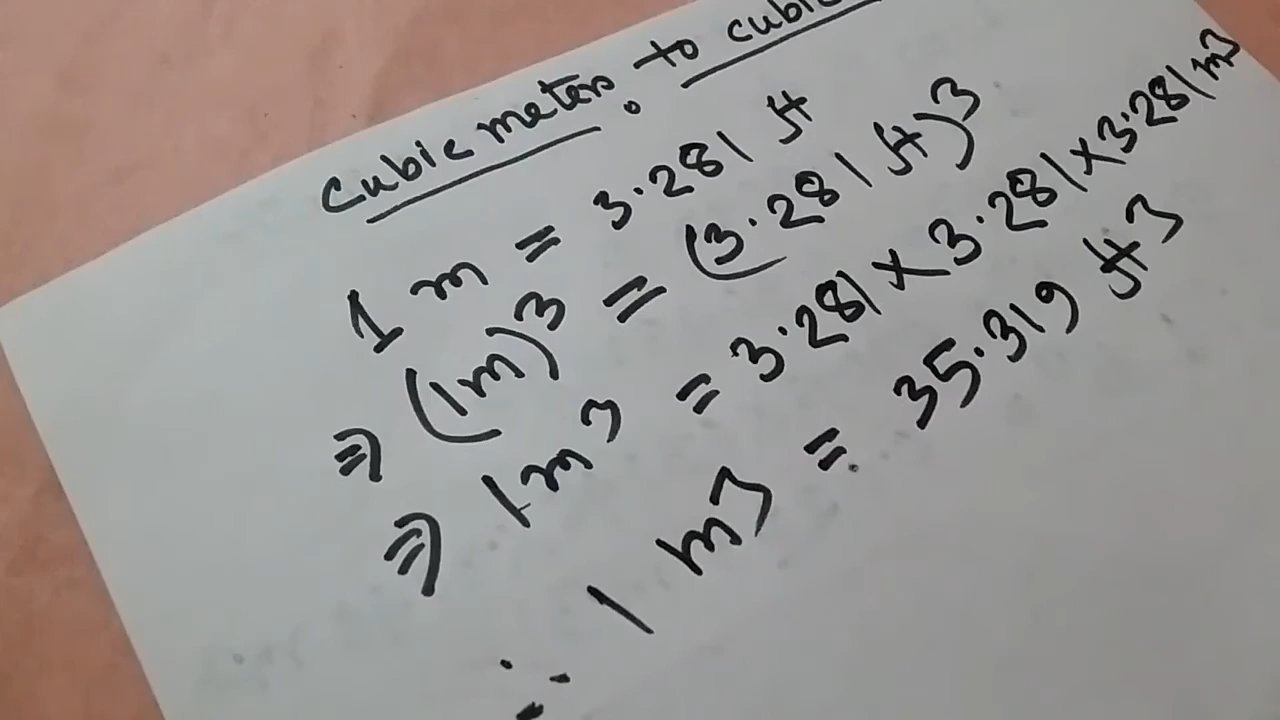 Cubic meters to cubic
1 m = 3.281 ft
⇒ (1m)3 = (3.281 ft)3
⇒ 1m3 = 3.281 × 3.281 × 3.281 m3
∴ 1 m3 = 35.319 ft3